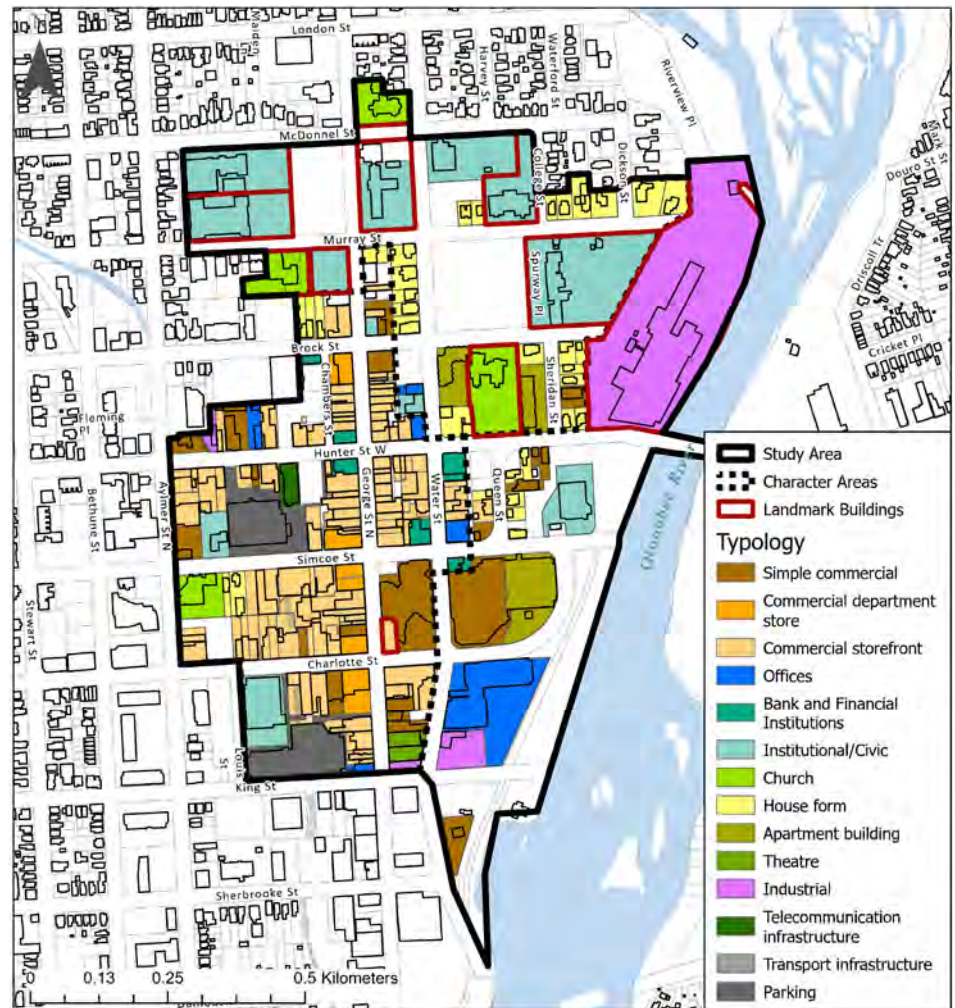 Maiden Ln
London St
Harvey St
Waterford St
Riverview Pl
McDonnel St
College St
Dickson St
Mark St
Douro St
Murray St
Spurway Pl
Driscoll Tr
Cricket Pl
Brock St
Chambers St
Sheridan St
Fleming
Pl
Hunter St W
Bethune St
Aylmer St N
George St N
Water St
Queen St
Otonabee River
Simcoe St
Stewart St
Charlotte St
Louis
St
King St
Sherbrooke St
0
0.13
0.25
0.5 Kilometers
Study Area
Character Areas
Landmark Buildings
Typology
Simple commercial
Commercial department
store
Commercial storefront
Offices
Bank and Financial
Institutions
Institutional/Civic
Church
House form
Apartment building
Theatre
Industrial
Telecommunication
infrastructure
Transport infrastructure
Parking